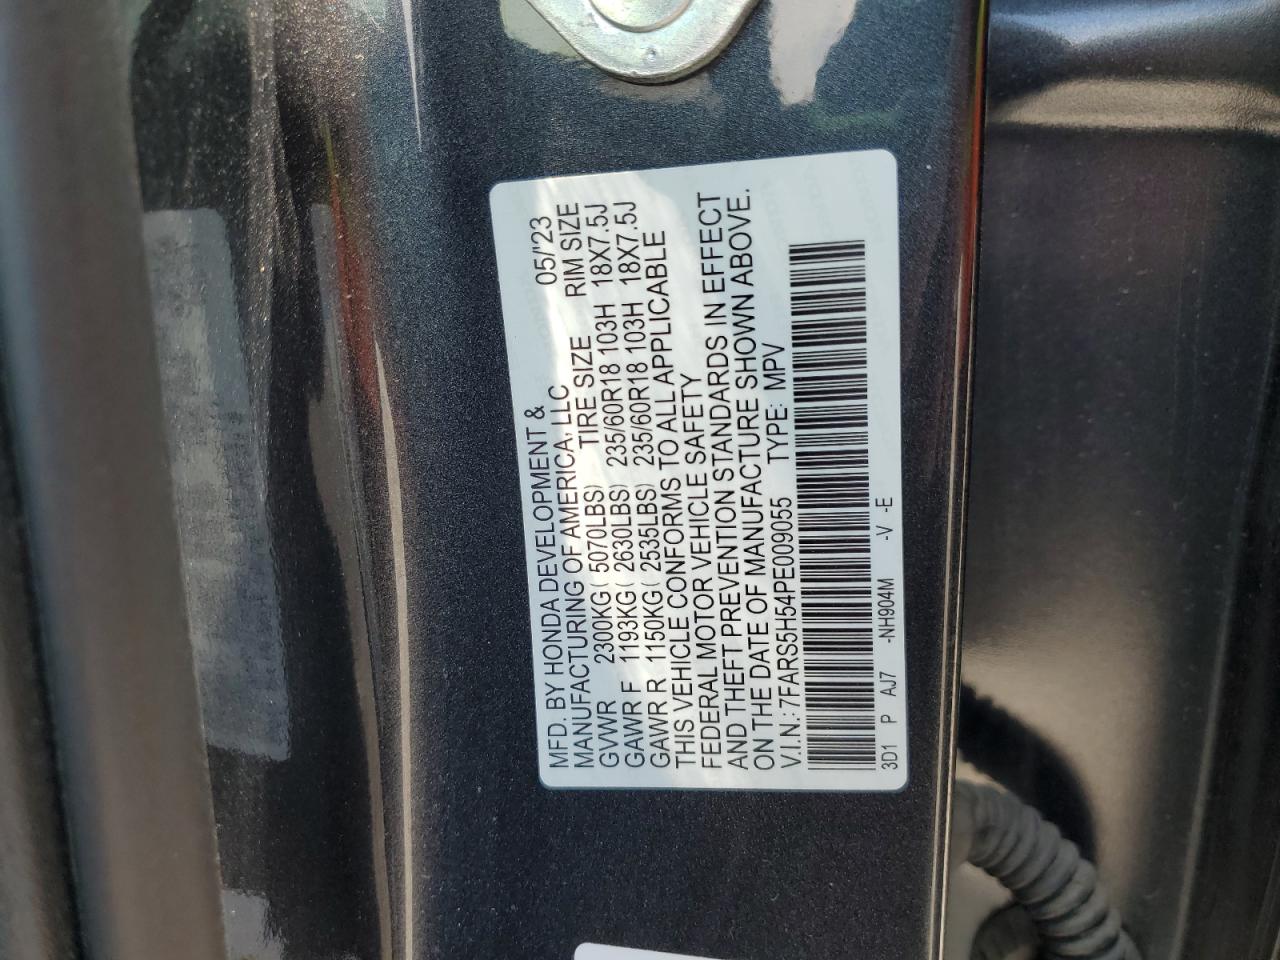 MFD. BY HONDA DEVELOPMENT &
MANUFACTURING OF AMERICA, LLC 05/'23
TIRE SIZE RIM SIZE
GVWR 2300KG( 5070LBS)
GAWR F 1193KG( 2630LBS) 235/60R18 103H 18X7.5J
GAWR R 1150KG( 2535LBS) 235/60R18 103H 18X7.5J
THIS VEHICLE CONFORMS TO ALL APPLICABLE
FEDERAL MOTOR VEHICLE SAFETY
AND THEFT PREVENTION STANDARDS IN EFFECT
ON THE DATE OF MANUFACTURE SHOWN ABOVE.
V.I.N.: 7FARS5H54PE009055 TYPE: MPV
3D1 P AJ7 -NH904M -V -E